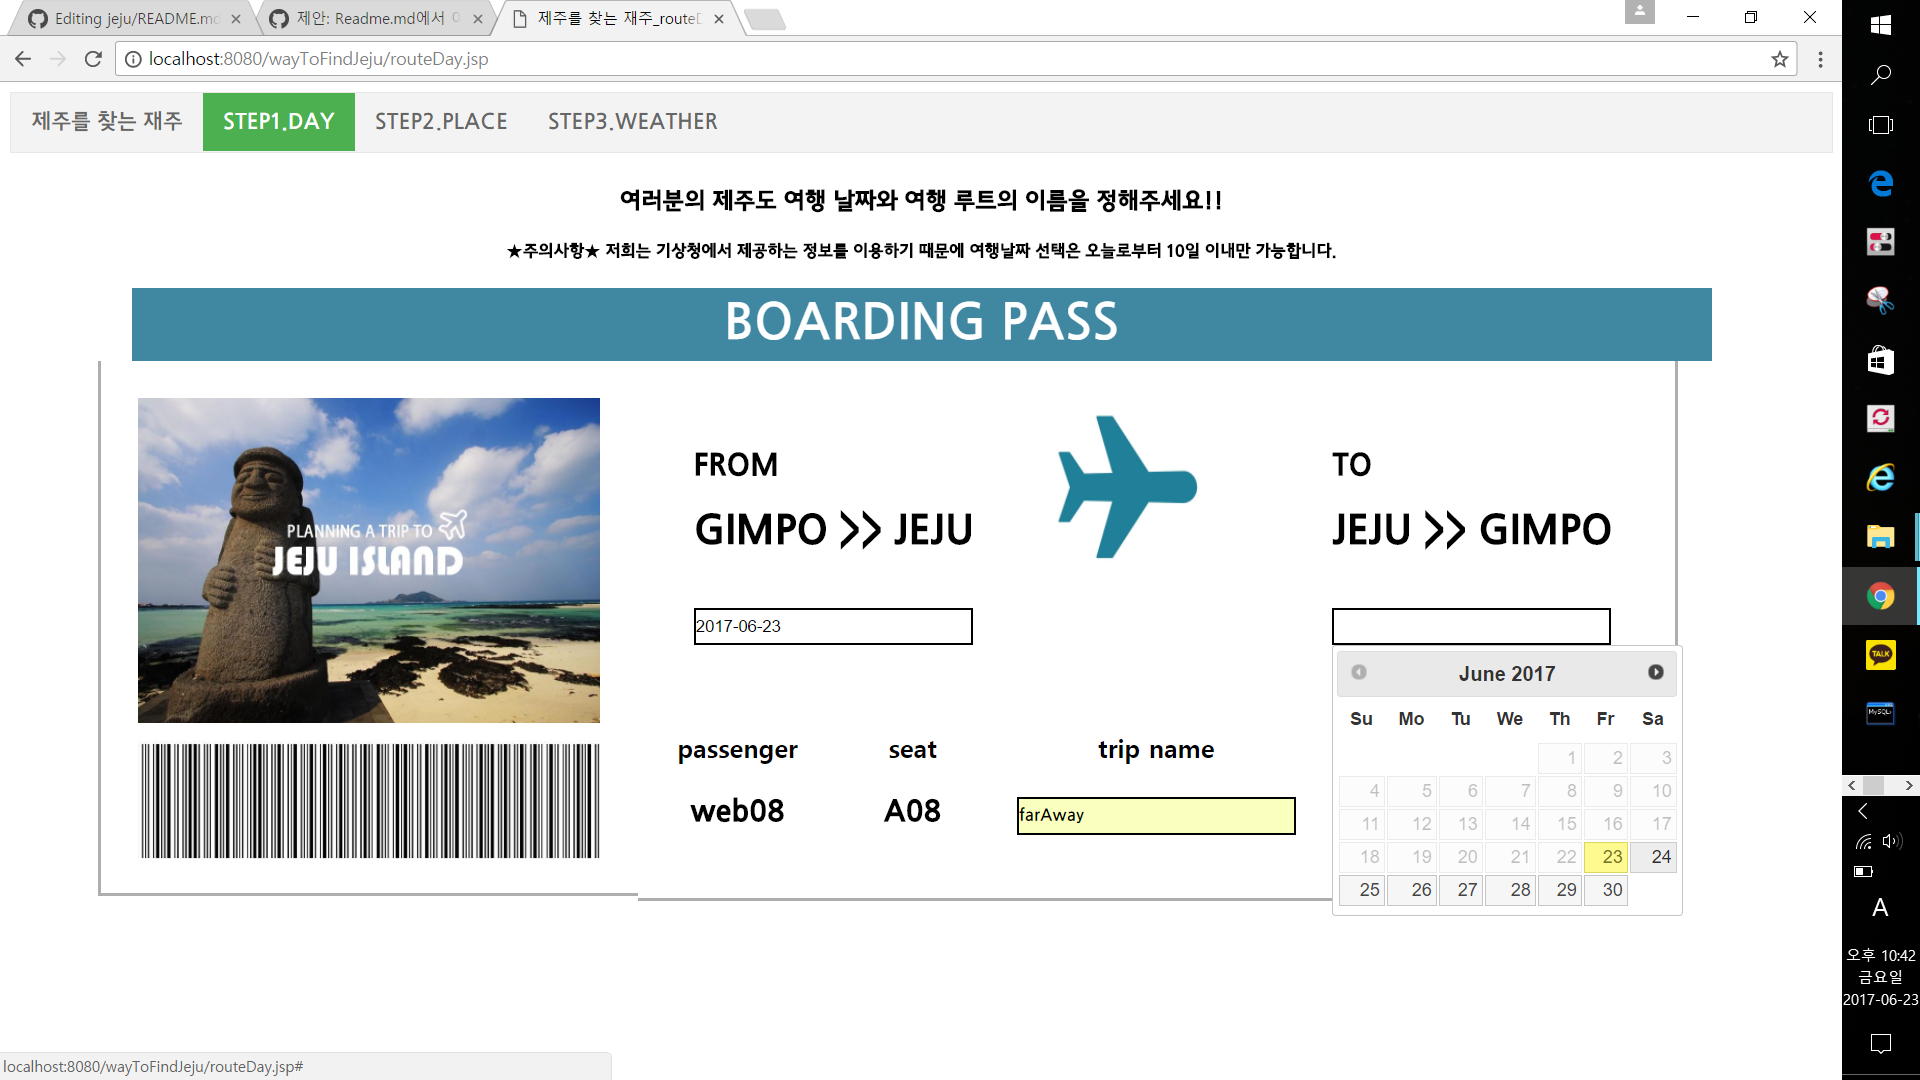 Editing jeju/README.md
제안: Readme.md에서
제주를 찾는 재주_routeD
localhost:8080/wayToFindJeju/routeDay.jsp
제주를 찾는 재주 STEP1.DAY STEP2.PLACE STEP3.WEATHER
여러분의 제주도 여행 날짜와 여행 루트의 이름을 정해주세요!!
★주의사항★ 저희는 기상청에서 제공하는 정보를 이용하기 때문에 여행날짜 선택은 오늘로부터 10일 이내만 가능합니다.
BOARDING PASS
PLANNING A TRIP TO
JEJU ISLAND
FROM
GIMPO >> JEJU
2017-06-23
TO
JEJU >> GIMPO
passenger seat trip name
web08 A08 farAway
June 2017
Su Mo Tu We Th Fr Sa
1 2 3
4 5 6 7 8 9 10
11 12 13 14 15 16 17
18 19 20 21 22 23 24
25 26 27 28 29 30
localhost:8080/wayToFindJeju/routeDay.jsp#
TALK
MySQL
A
오후 10:42
금요일
2017-06-23